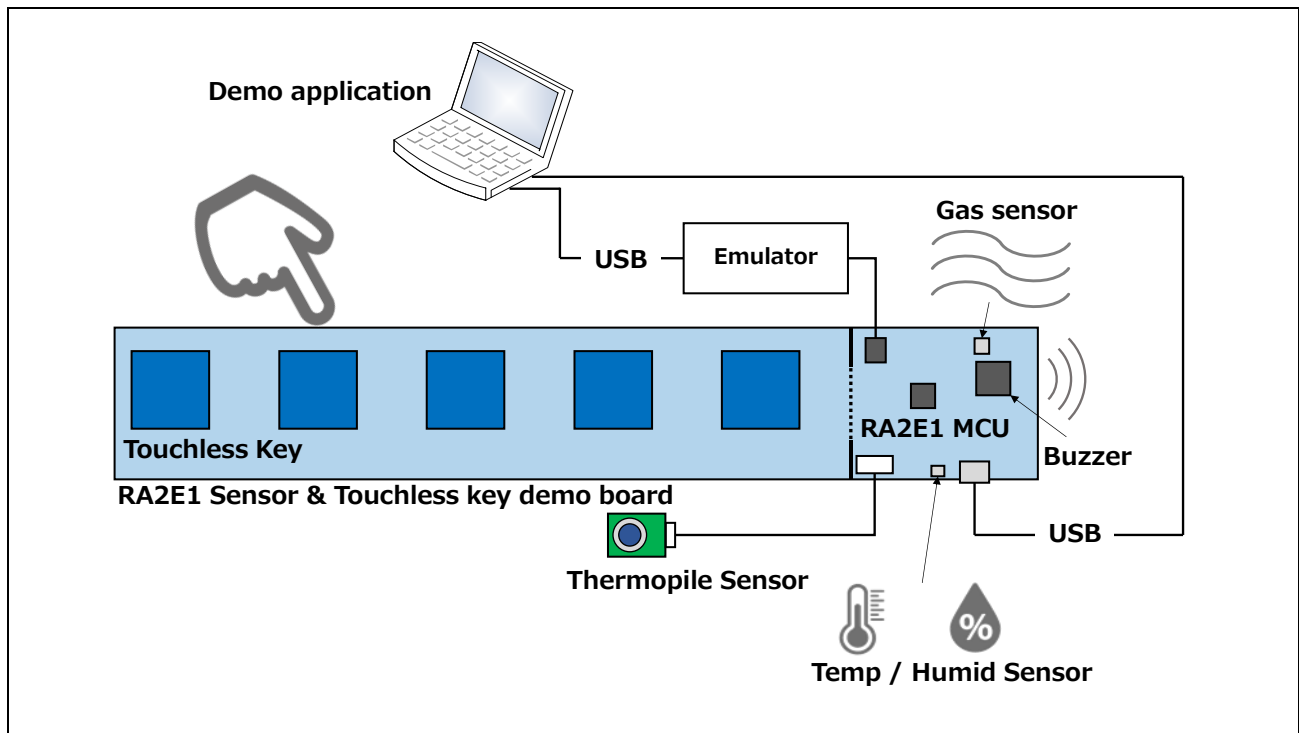 Demo application
Gas sensor
USB
Emulator
Touchless Key
RA2E1 MCU
Buzzer
RA2E1 Sensor & Touchless key demo board
USB
Thermopile Sensor
%
Temp / Humid Sensor